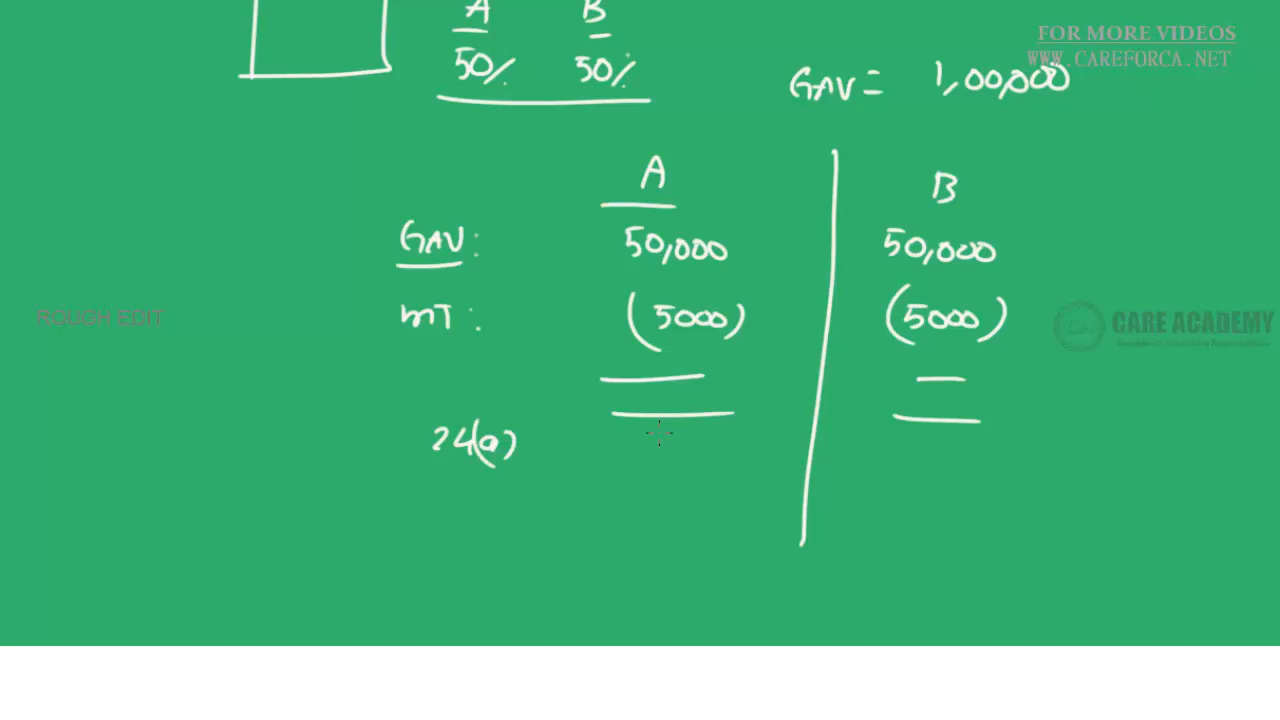 A B
FOR MORE VIDEOS
WWW.CAREFORCA.NET
50% 50%
GAV = 1,00,000
A B
GAV: 50,000 50,000
MT: (5000) (5000)
ROUGH EDIT
CARE ACADEMY
24(a)